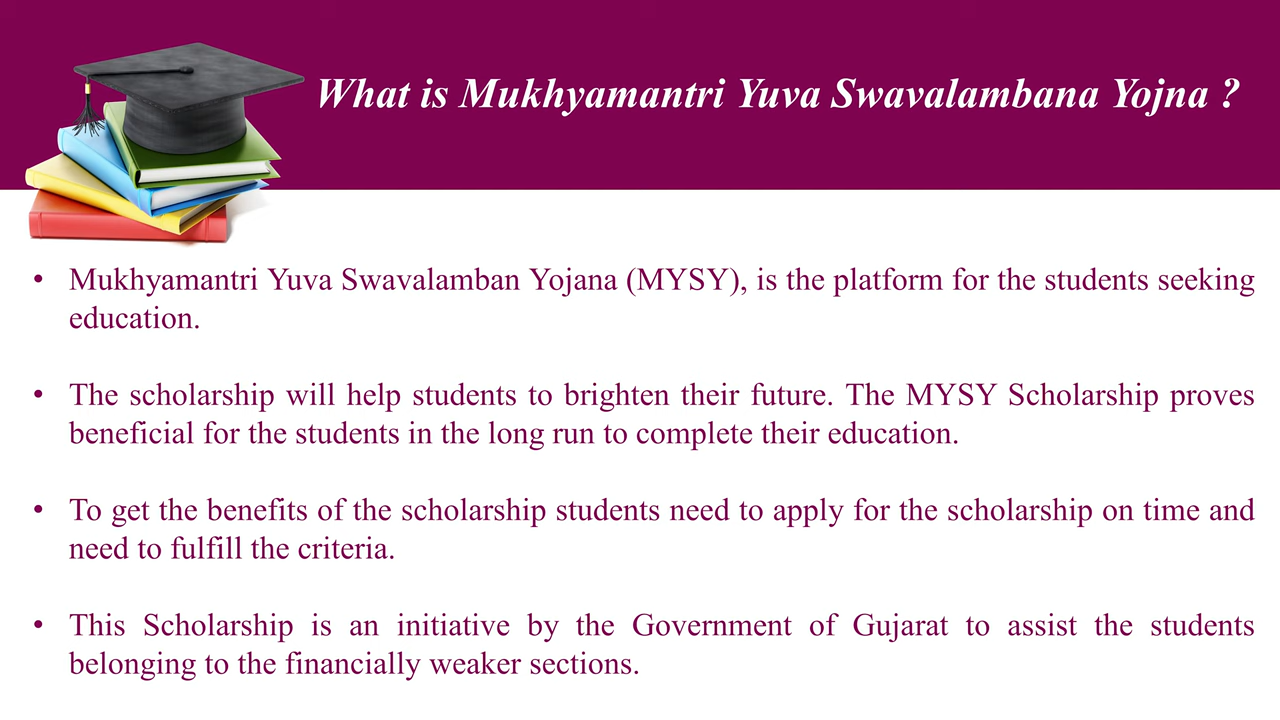 What is Mukhyamantri Yuva Swavalambana Yojna ?
• Mukhyamantri Yuva Swavalamban Yojana (MYSY), is the platform for the students seeking
education.
• The scholarship will help students to brighten their future. The MYSY Scholarship proves
beneficial for the students in the long run to complete their education.
• To get the benefits of the scholarship students need to apply for the scholarship on time and
need to fulfill the criteria.
• This Scholarship is an initiative by the Government of Gujarat to assist the students
belonging to the financially weaker sections.